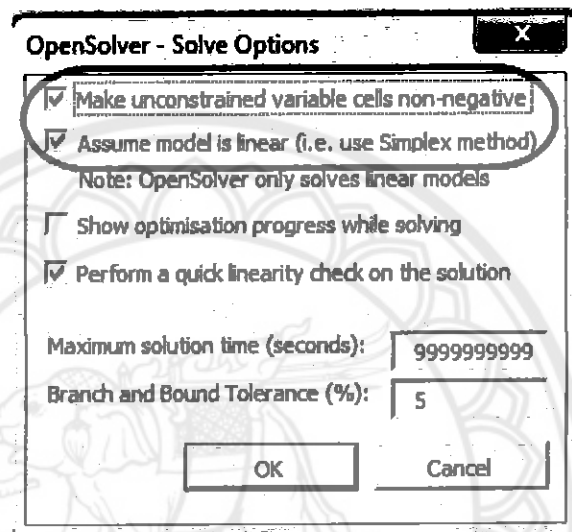 OpenSolver - Solve Options
X
Make unconstrained variable cells non-negative
Assume model is linear (i.e. use Simplex method)
Note: OpenSolver only solves linear models
Show optimisation progress while solving
Perform a quick linearity check on the solution
Maximum solution time (seconds): 9999999999
Branch and Bound Tolerance (%): 5
OK Cancel